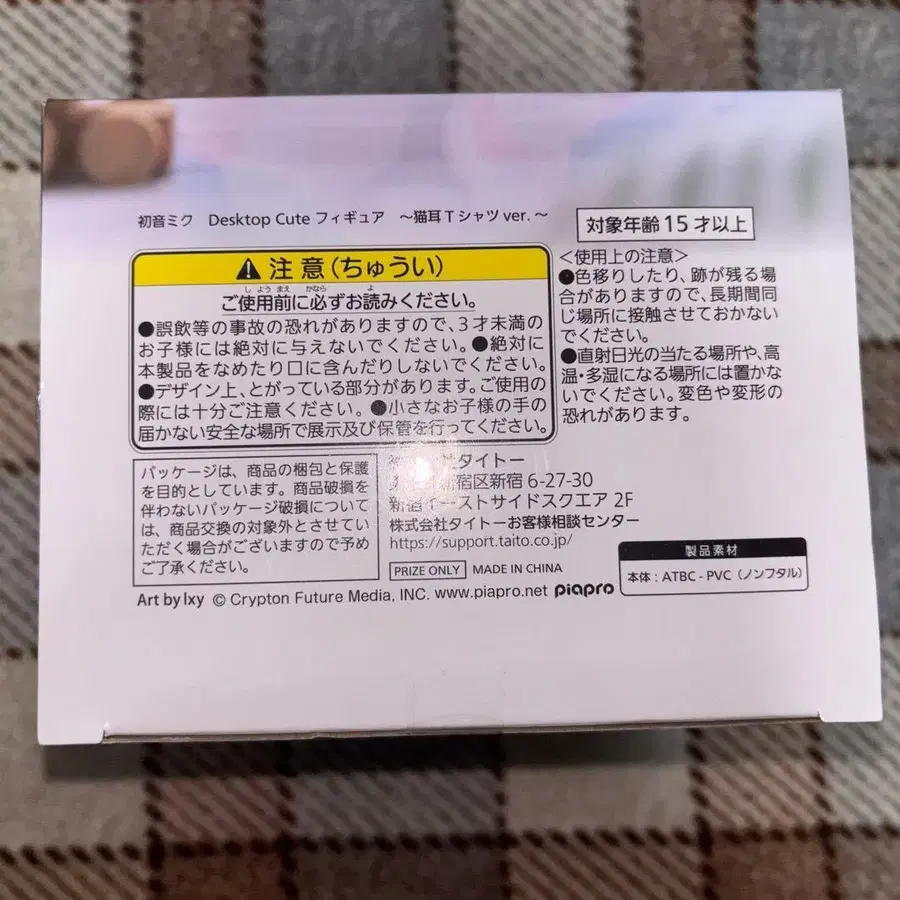 初音ミク Desktop Cute フィギュア ～猫耳Tシャツver.～
対象年齢15才以上
注意(ちゅうい)
ご使用前に必ずお読みください。
しようまえ かなら よ
●誤飲等の事故の恐れがありますので、3才未満の
お子様には絶対に与えないでください。●絶対に
本製品をなめたり口に含んだりしないでください。
●デザイン上、とがっている部分があります。ご使用の
際には十分ご注意ください。●小さなお子様の手の
届かない安全な場所で展示及び保管を行ってください。
＜使用上の注意＞
●色移りしたり、跡が残る場
合がありますので、長期間同
じ場所に接触させておかない
でください。
●直射日光の当たる場所や、高
温・多湿になる場所には置かな
いでください。変色や変形の
恐れがあります。
パッケージは、商品の梱包と保護
を目的としています。商品破損を
伴わないパッケージ破損について
は、商品交換の対象外とさせてい
ただく場合がございますので予め
ご了承ください。
タイトー
新宿区新宿 6-27-30
新宿イーストサイドスクエア 2F
株式会社タイトーお客様相談センター
https://support.taito.co.jp/
PRIZE ONLY MADE IN CHINA
製品素材
本体：ATBC-PVC（ノンフタル）
Art by Ixy © Crypton Future Media, INC. www.piapro.net piapro